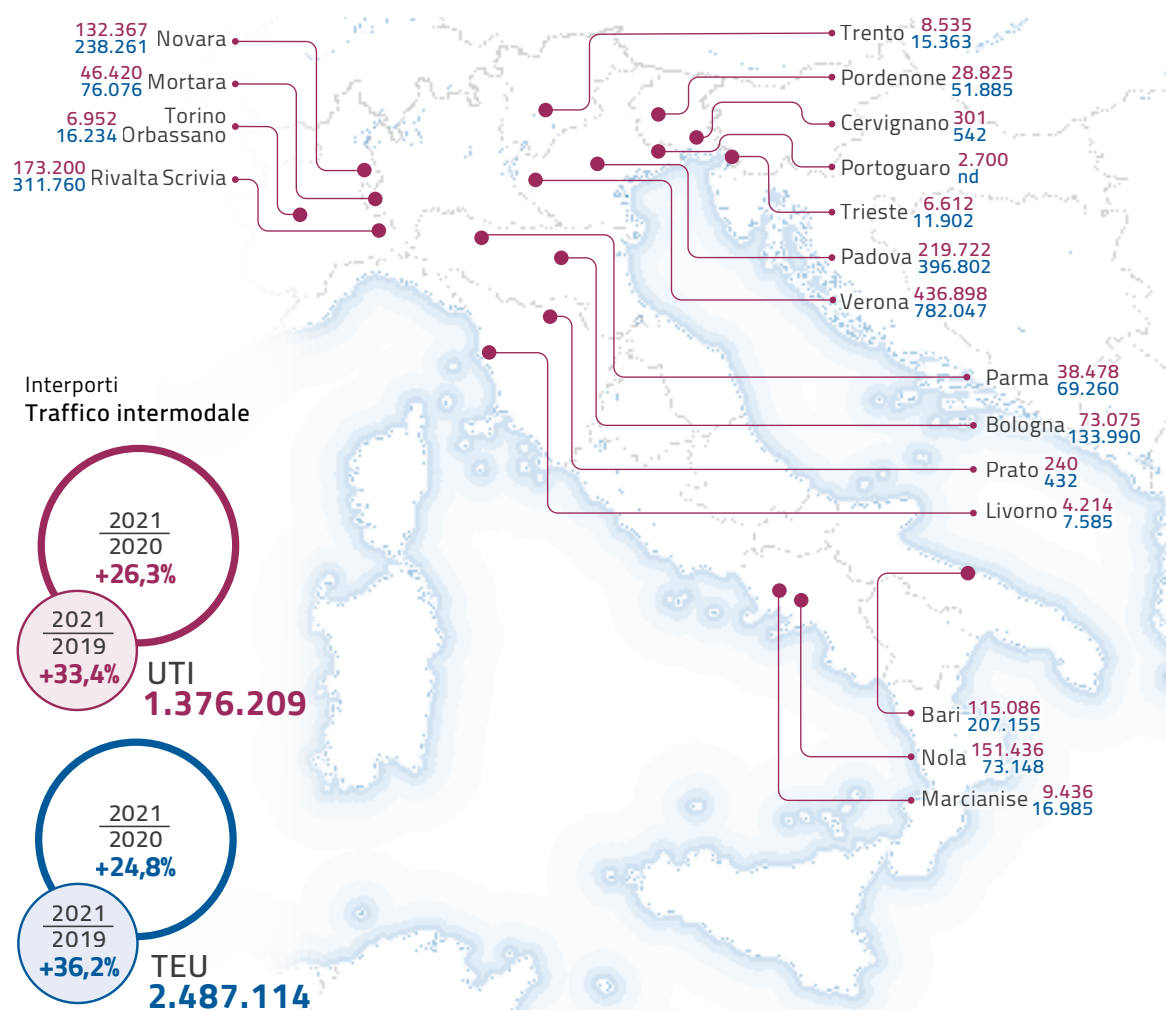 132.367
238.261 Novara
46.420
76.076 Mortara
6.952 Torino
16.234 Orbassano
173.200
311.760 Rivalta Scrivia
Trento 8.535
15.363
Pordenone 28.825
51.885
Cervignano 301
542
Portoguaro 2.700
nd
Trieste 6.612
11.902
Padova 219.722
396.802
Verona 436.898
782.047
Parma 38.478
69.260
Bologna 73.075
133.990
Prato 240
432
Livorno 4.214
7.585
Bari 115.086
207.155
Nola 151.436
73.148
Marcianise 9.436
16.985
Interporti
Traffico intermodale
2021
2020
+26,3%
2021
2019
+33,4%
UTI
1.376.209
2021
2020
+24,8%
2021
2019
+36,2%
TEU
2.487.114